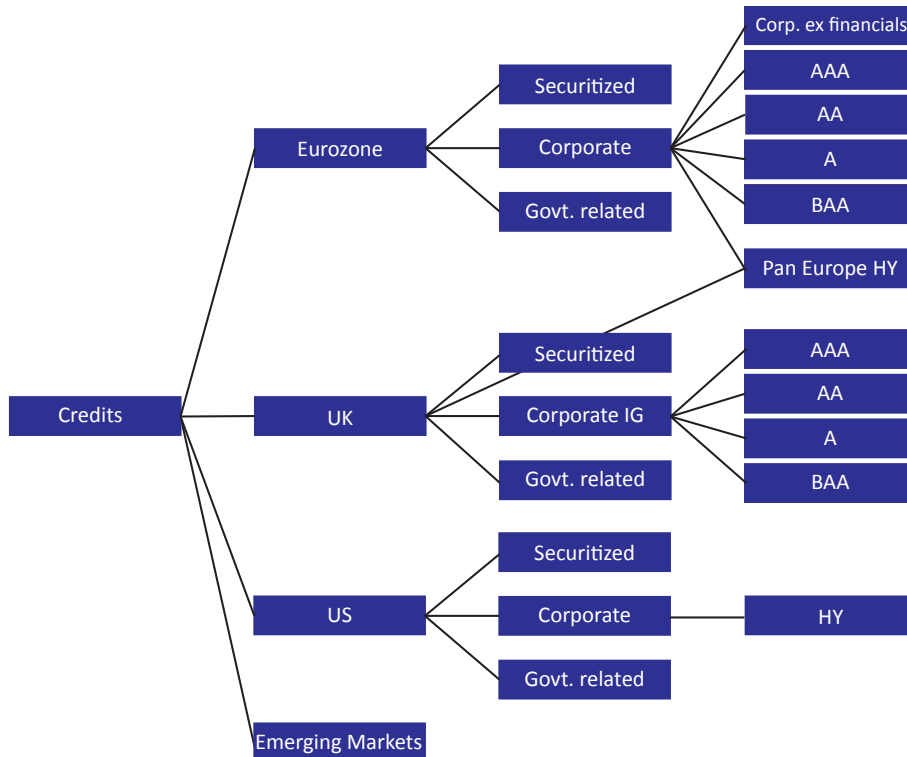 Corp. ex financials
AAA
Securitized
AA
Eurozone
Corporate
A
Govt. related
BAA
Pan Europe HY
Securitized
AAA
AA
Credits
UK
Corporate IG
A
Govt. related
BAA
Securitized
US
Corporate
HY
Govt. related
Emerging Markets